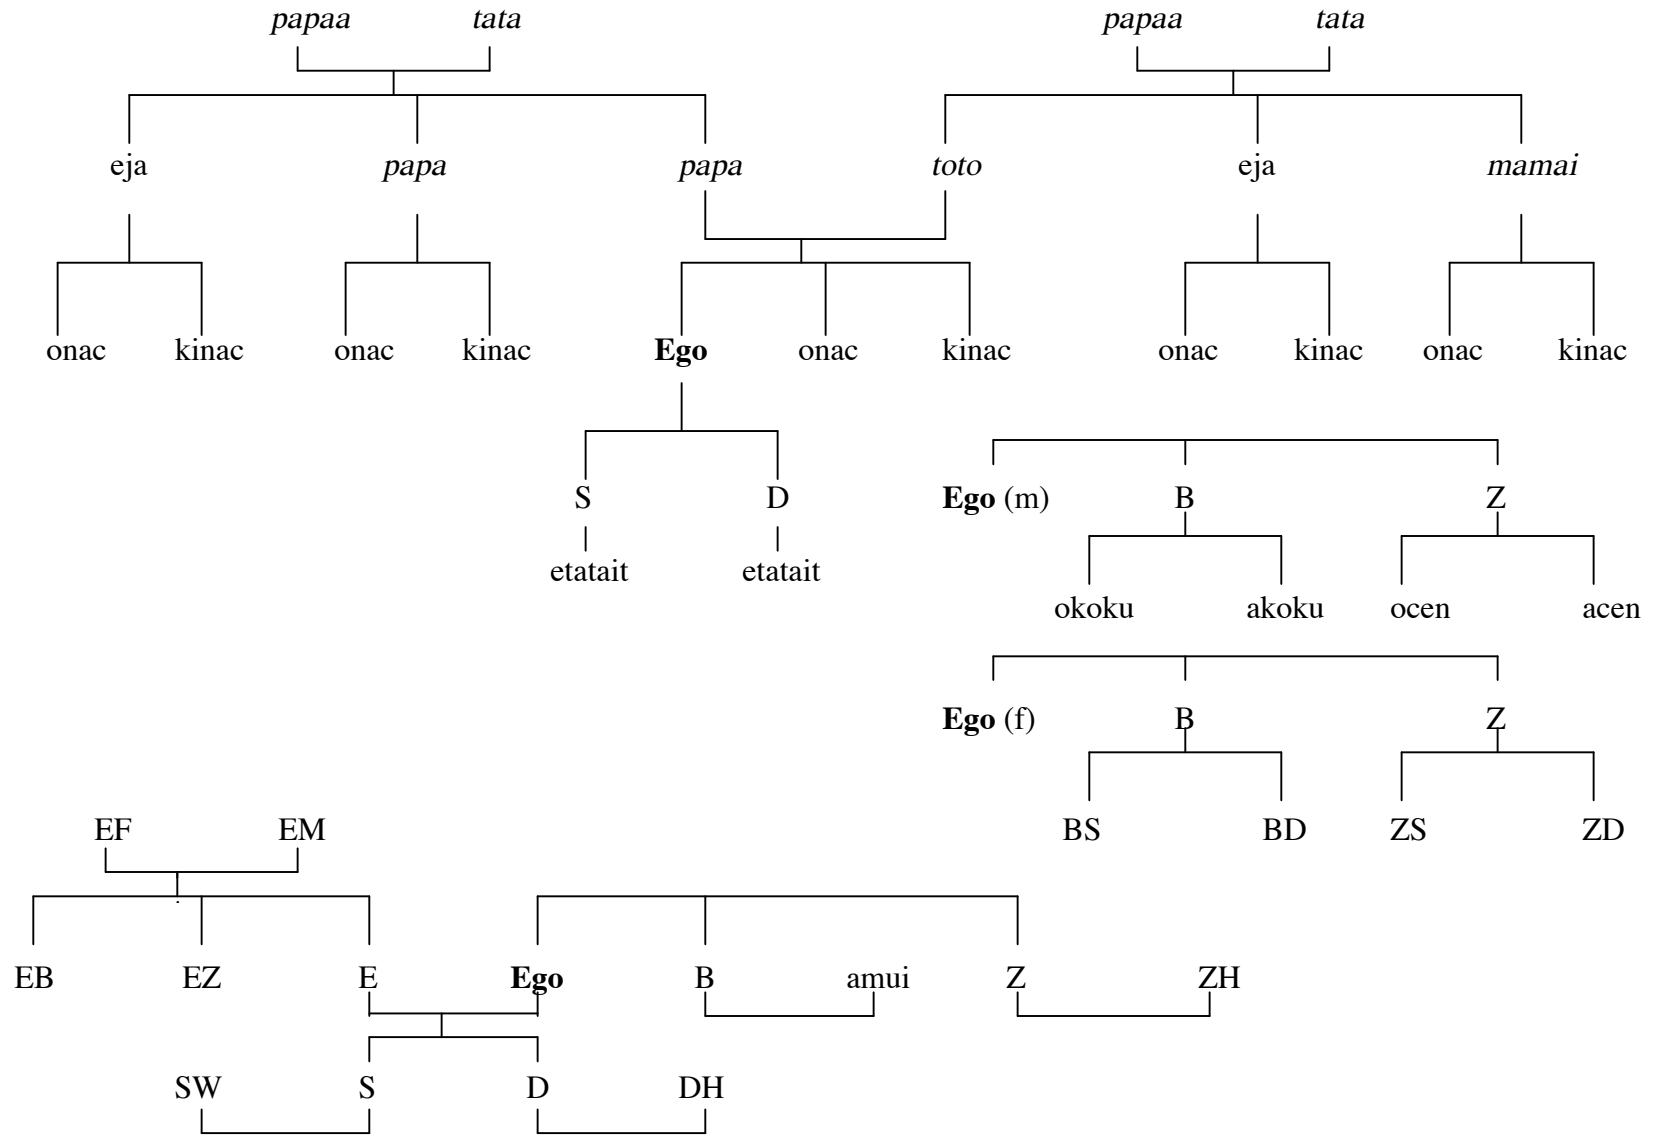 papaa tata papaa tata
eja papa papa toto eja mamai
onac kinac onac kinac Ego onac kinac onac kinac onac kinac
S D Ego (m) B Z
etatait etatait
okoku akoku ocen acen
Ego (f) B Z
EF EM BS BD ZS ZD
EB EZ E Ego B amui Z ZH
SW S D DH